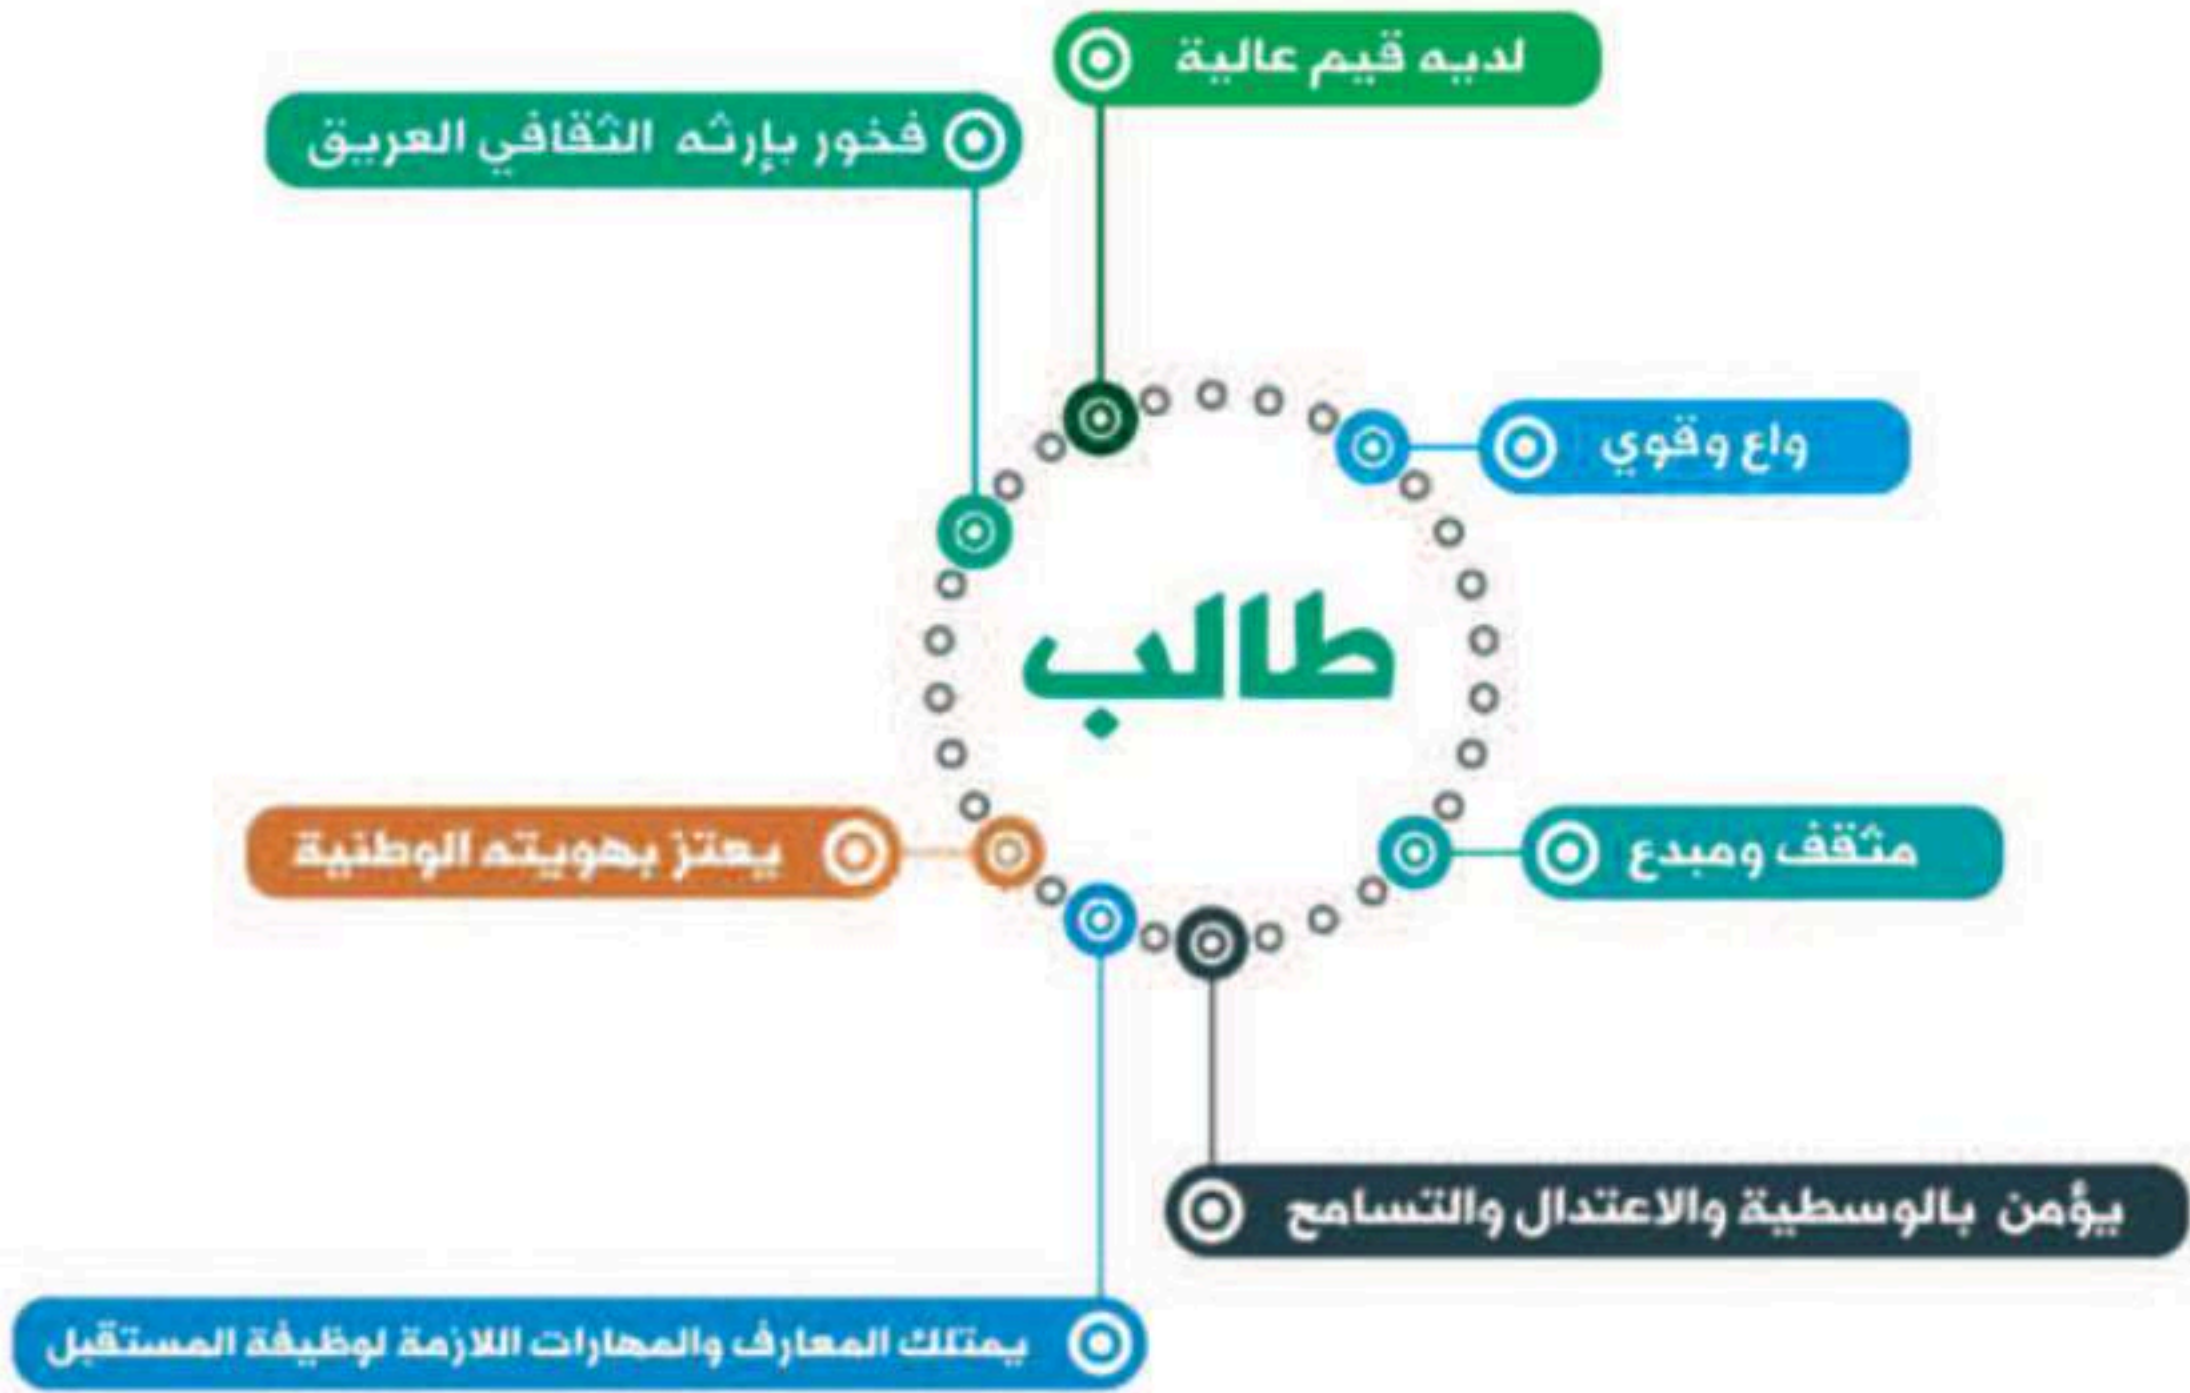 لديه قيم عالية
فخور بإرثه الثقافي العريق
واع وقوي
طالب
مثقف ومبدع
يعتز بهويته الوطنية
يؤمن بالوسطية والاعتدال والتسامح
يمتلك المعارف والمهارات اللازمة لوظيفة المستقبل